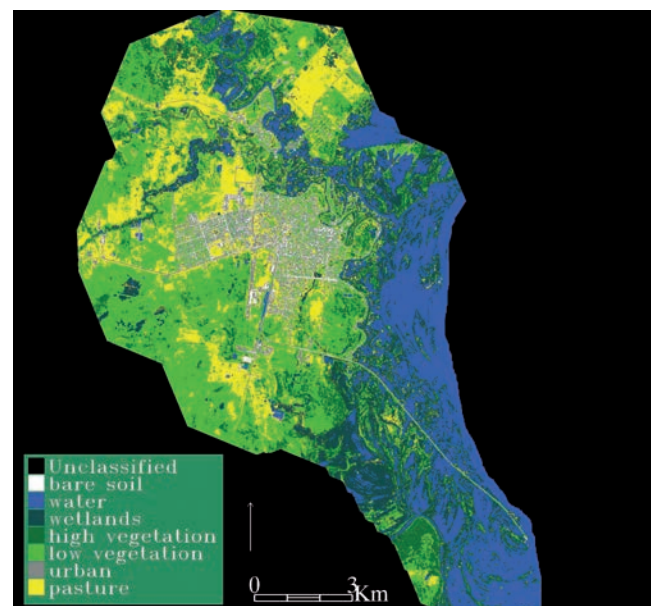 Unclassified
bare soil
water
wetlands
high vegetation
low vegetation
urban
pasture
0 3 Km